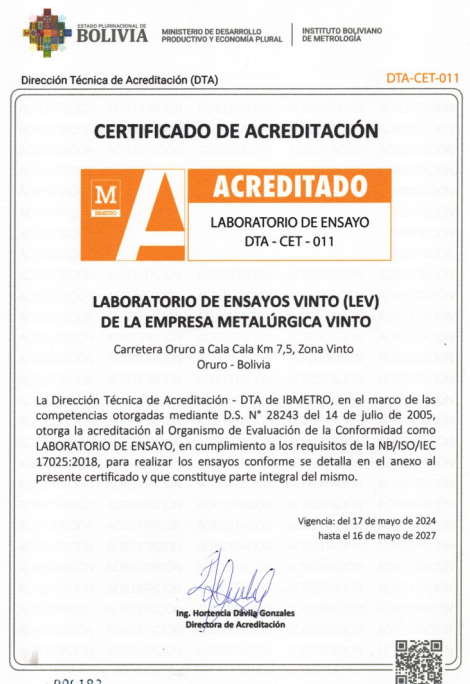 ESTADO PLURINACIONAL DE
BOLIVIA
MINISTERIO DE DESARROLLO
PRODUCTIVO Y ECONOMÍA PLURAL
INSTITUTO BOLIVIANO
DE METROLOGÍA
Dirección Técnica de Acreditación (DTA)
DTA-CET-011
CERTIFICADO DE ACREDITACIÓN
M
IBMETRO
A
ACREDITADO
LABORATORIO DE ENSAYO
DTA - CET - 011
LABORATORIO DE ENSAYOS VINTO (LEV)
DE LA EMPRESA METALÚRGICA VINTO
Carretera Oruro a Cala Cala Km 7,5, Zona Vinto
Oruro - Bolivia
La Dirección Técnica de Acreditación - DTA de IBMETRO, en el marco de las
competencias otorgadas mediante D.S. N° 28243 del 14 de julio de 2005,
otorga la acreditación al Organismo de Evaluación de la Conformidad como
LABORATORIO DE ENSAYO, en cumplimiento a los requisitos de la NB/ISO/IEC
17025:2018, para realizar los ensayos conforme se detalla en el anexo al
presente certificado y que constituye parte integral del mismo.
Vigencia: del 17 de mayo de 2024
hasta el 16 de mayo de 2027
Ing. Hortencia Dávila Gonzales
Directora de Acreditación